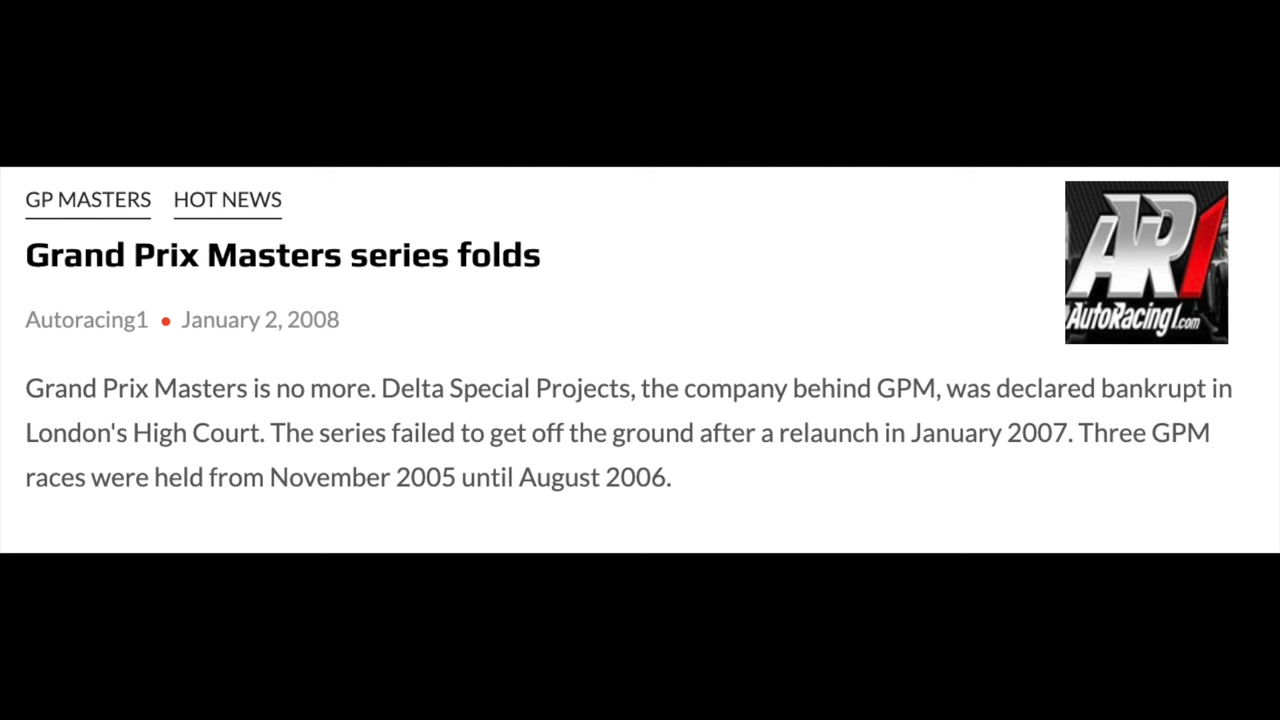 GP MASTERS HOT NEWS
Grand Prix Masters series folds
Autoracing1 • January 2, 2008
Grand Prix Masters is no more. Delta Special Projects, the company behind GPM, was declared bankrupt in
London's High Court. The series failed to get off the ground after a relaunch in January 2007. Three GPM
races were held from November 2005 until August 2006.
AR1
AutoRacing1.com